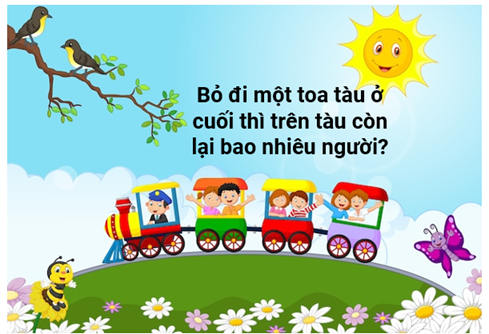 Bỏ đi một toa tàu ở
cuối thì trên tàu còn
lại bao nhiêu người?